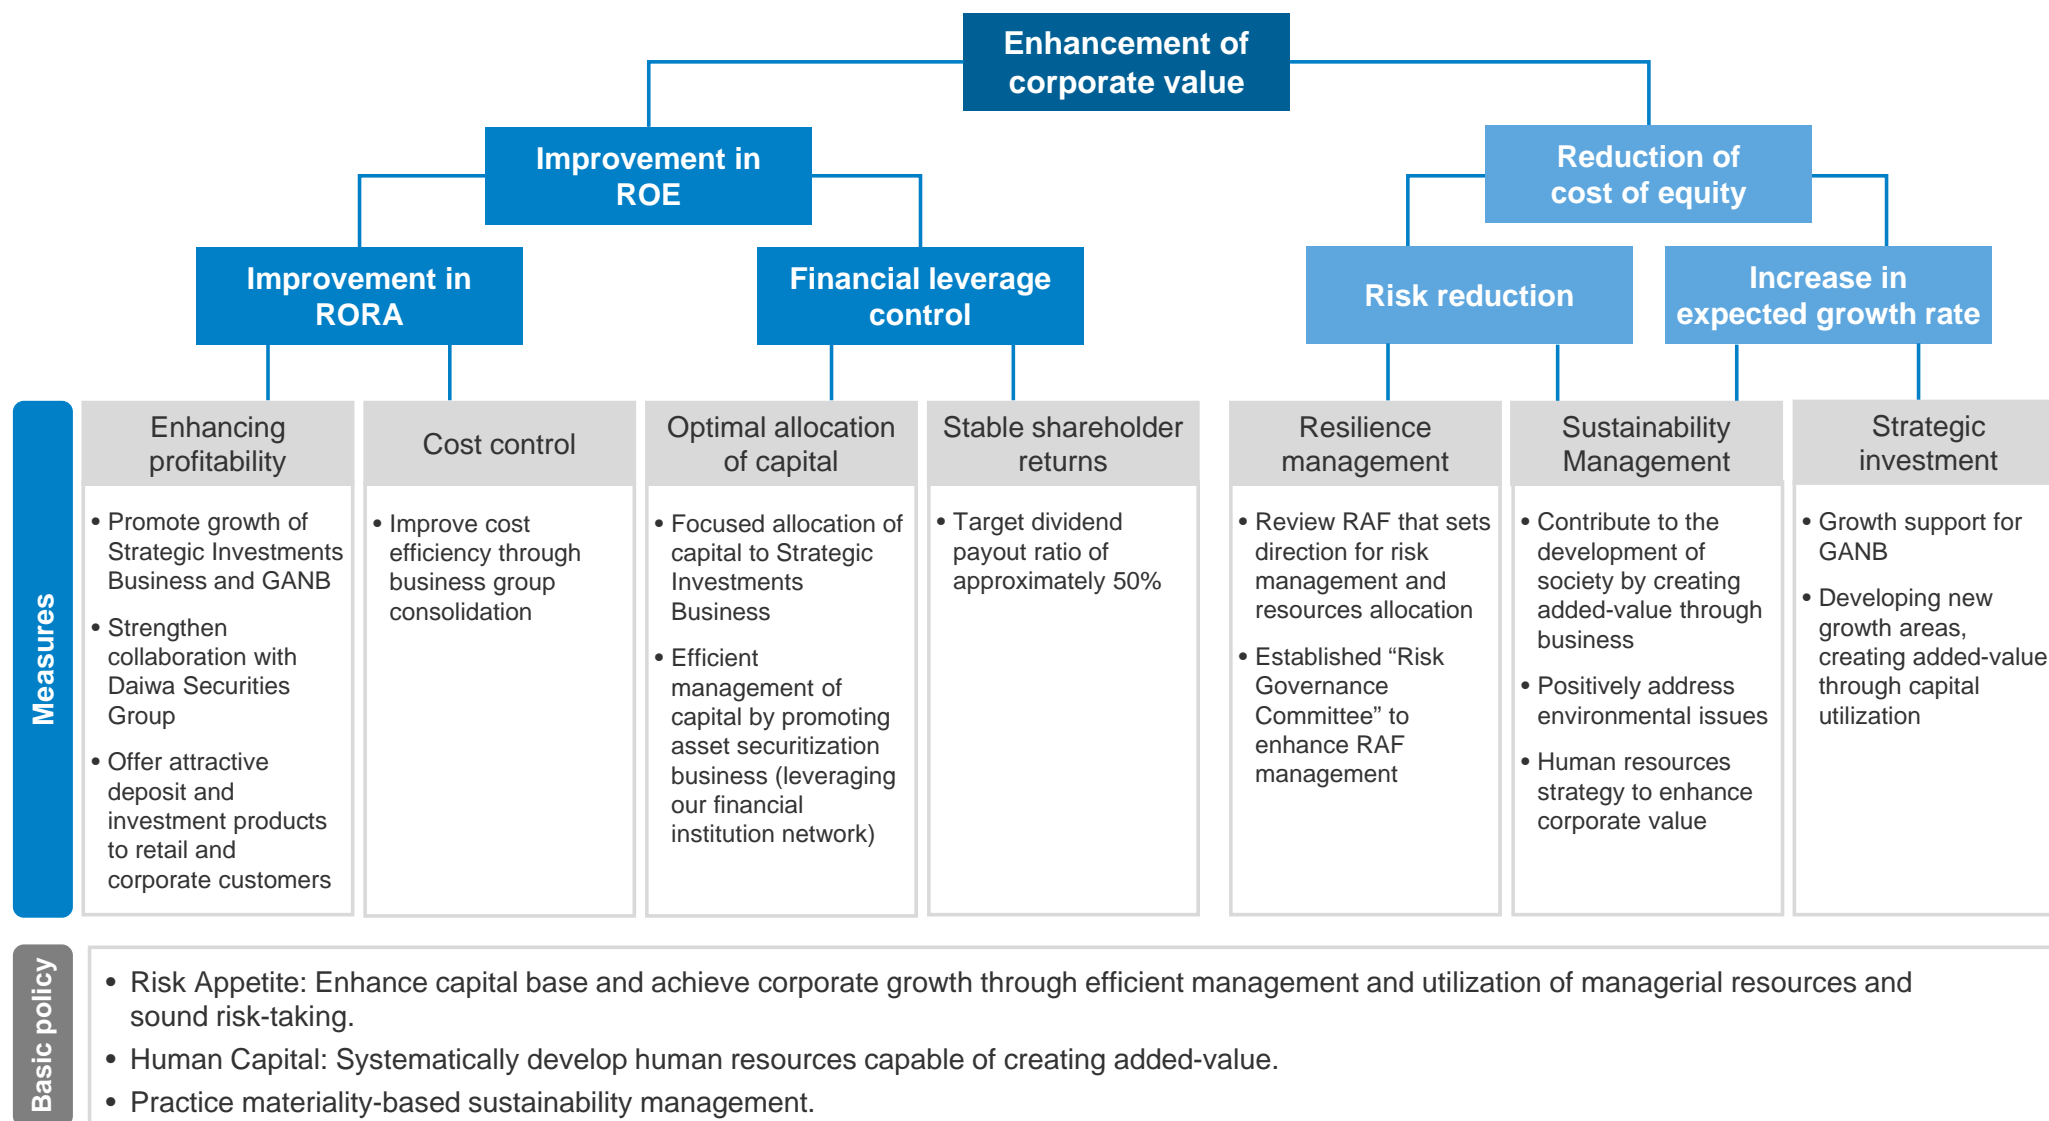 Enhancement of
corporate value
Improvement in
ROE
Reduction of
cost of equity
Improvement in
RORA
Financial leverage
control
Risk reduction
Increase in
expected growth rate
Measures
Enhancing
profitability
• Promote growth of
Strategic Investments
Business and GANB
• Strengthen
collaboration with
Daiwa Securities
Group
• Offer attractive
deposit and
investment products
to retail and
corporate customers
Cost control
• Improve cost
efficiency through
business group
consolidation
Optimal allocation
of capital
• Focused allocation of
capital to Strategic
Investments
Business
• Efficient
management of
capital by promoting
asset securitization
business (leveraging
our financial
institution network)
Stable shareholder
returns
• Target dividend
payout ratio of
approximately 50%
Resilience
management
• Review RAF that sets
direction for risk
management and
resources allocation
• Established “Risk
Governance
Committee” to
enhance RAF
management
Sustainability
Management
• Contribute to the
development of
society by creating
added-value through
business
• Positively address
environmental issues
• Human resources
strategy to enhance
corporate value
Strategic
investment
• Growth support for
GANB
• Developing new
growth areas,
creating added-value
through capital
utilization
Basic policy
• Risk Appetite: Enhance capital base and achieve corporate growth through efficient management and utilization of managerial resources and
sound risk-taking.
• Human Capital: Systematically develop human resources capable of creating added-value.
• Practice materiality-based sustainability management.